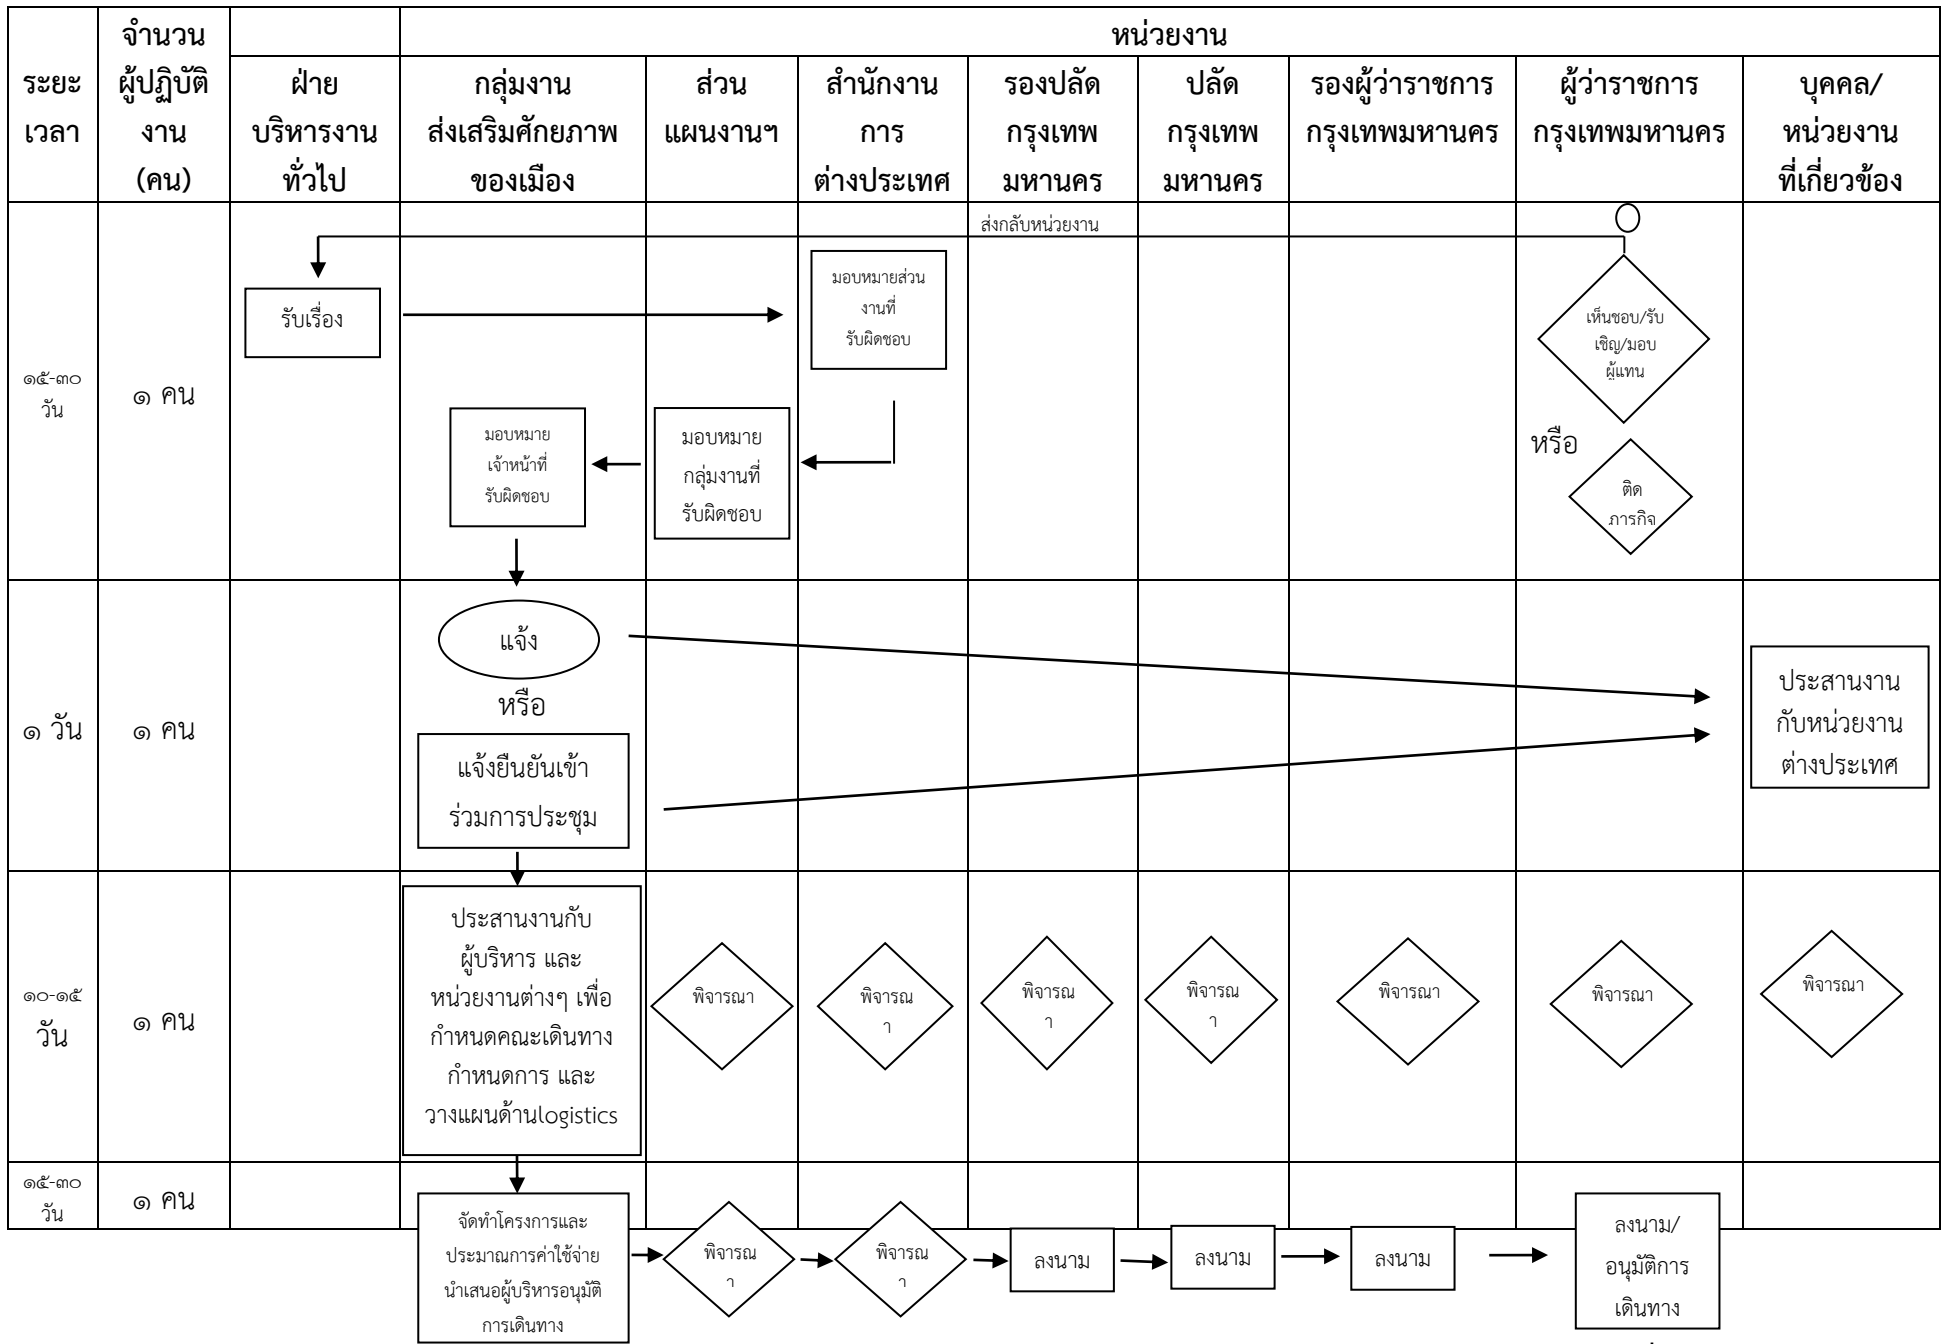 หน่วยงาน
ระยะ
เวลา
จำนวน
ผู้ปฏิบัติ
งาน
(คน)
ฝ่าย
บริหารงาน
ทั่วไป
กลุ่มงาน
ส่งเสริมศักยภาพ
ของเมือง
ส่วน
แผนงานฯ
สำนักงาน
การ
ต่างประเทศ
รองปลัด
กรุงเทพ
มหานคร
ปลัด
กรุงเทพ
มหานคร
รองผู้ว่าราชการ
กรุงเทพมหานคร
ผู้ว่าราชการ
กรุงเทพมหานคร
บุคคล/
หน่วยงาน
ที่เกี่ยวข้อง
๑๕-๓๐
วัน
๑ คน
ส่งกลับหน่วยงาน
รับเรื่อง
มอบหมายส่วน
งานที่
รับผิดชอบ
เห็นชอบ/รับ
เชิญ/มอบ
ผู้แทน
มอบหมาย
เจ้าหน้าที่
รับผิดชอบ
มอบหมาย
กลุ่มงานที่
รับผิดชอบ
หรือ
ติด
ภารกิจ
๑ วัน
๑ คน
แจ้ง
หรือ
แจ้งยืนยันเข้า
ร่วมการประชุม
ประสานงาน
กับหน่วยงาน
ต่างประเทศ
๑๐-๑๕
วัน
๑ คน
ประสานงานกับ
ผู้บริหาร และ
หน่วยงานต่างๆ เพื่อ
กำหนดคณะเดินทาง
กำหนดการ และ
วางแผนด้านlogistics
พิจารณา
พิจารณ
า
พิจารณ
า
พิจารณ
า
พิจารณา
พิจารณา
พิจารณา
๑๕-๓๐
วัน
๑ คน
จัดทำโครงการและ
ประมาณการค่าใช้จ่าย
นำเสนอผู้บริหารอนุมัติ
การเดินทาง
พิจารณ
า
พิจารณ
า
ลงนาม
ลงนาม
ลงนาม
ลงนาม/
อนุมัติการ
เดินทาง